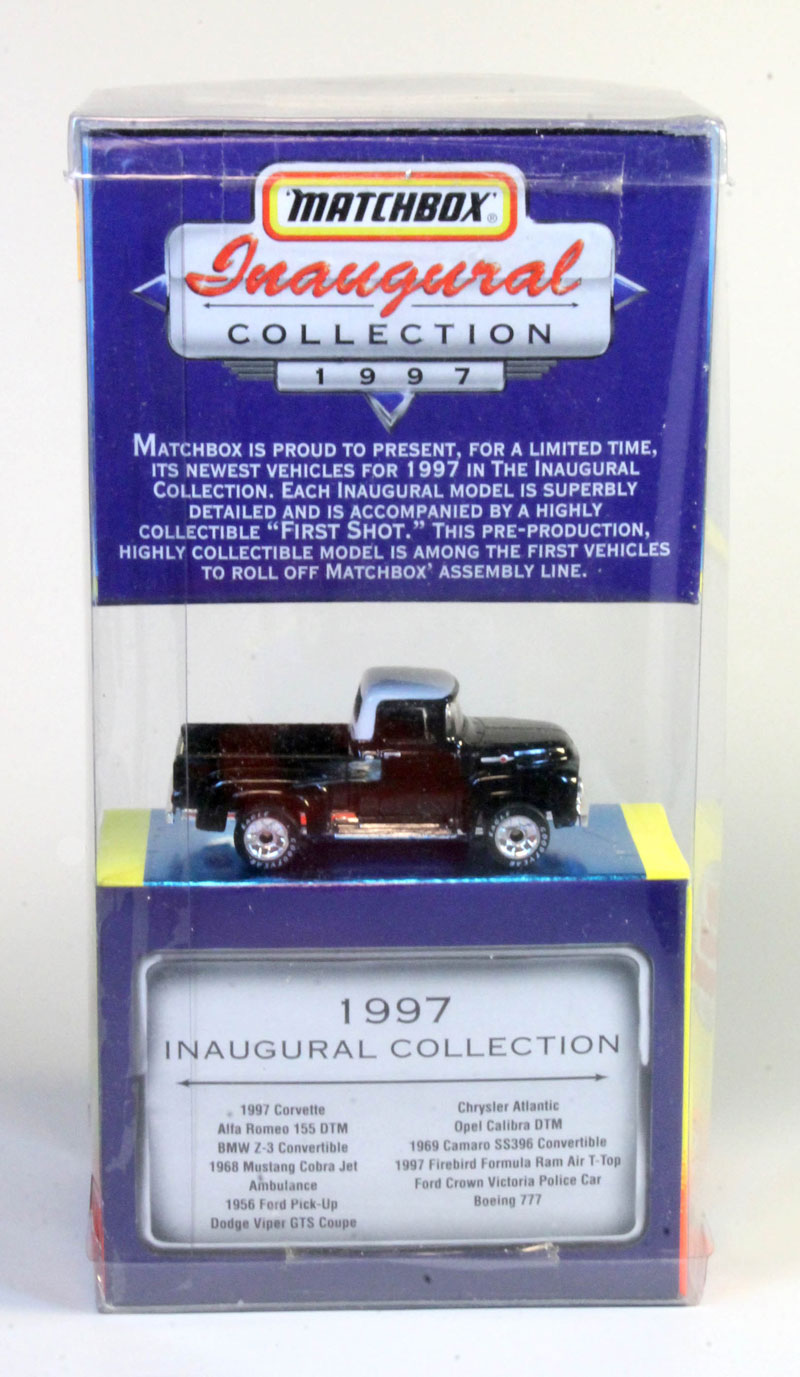 MATCHBOX®
Inaugural
COLLECTION
1997
MATCHBOX IS PROUD TO PRESENT, FOR A LIMITED TIME,
ITS NEWEST VEHICLES FOR 1997 IN THE INAUGURAL
COLLECTION. EACH INAUGURAL MODEL IS SUPERBLY
DETAILED AND IS ACCOMPANIED BY A HIGHLY
COLLECTIBLE “FIRST SHOT.” THIS PRE-PRODUCTION,
HIGHLY COLLECTIBLE MODEL IS AMONG THE FIRST VEHICLES
TO ROLL OFF MATCHBOX’ ASSEMBLY LINE.
1997
INAUGURAL COLLECTION
1997 Corvette
Alfa Romeo 155 DTM
BMW Z-3 Convertible
1968 Mustang Cobra Jet
Ambulance
1956 Ford Pick-Up
Dodge Viper GTS Coupe
Chrysler Atlantic
Opel Calibra DTM
1969 Camaro SS396 Convertible
1997 Firebird Formula Ram Air T-Top
Ford Crown Victoria Police Car
Boeing 777